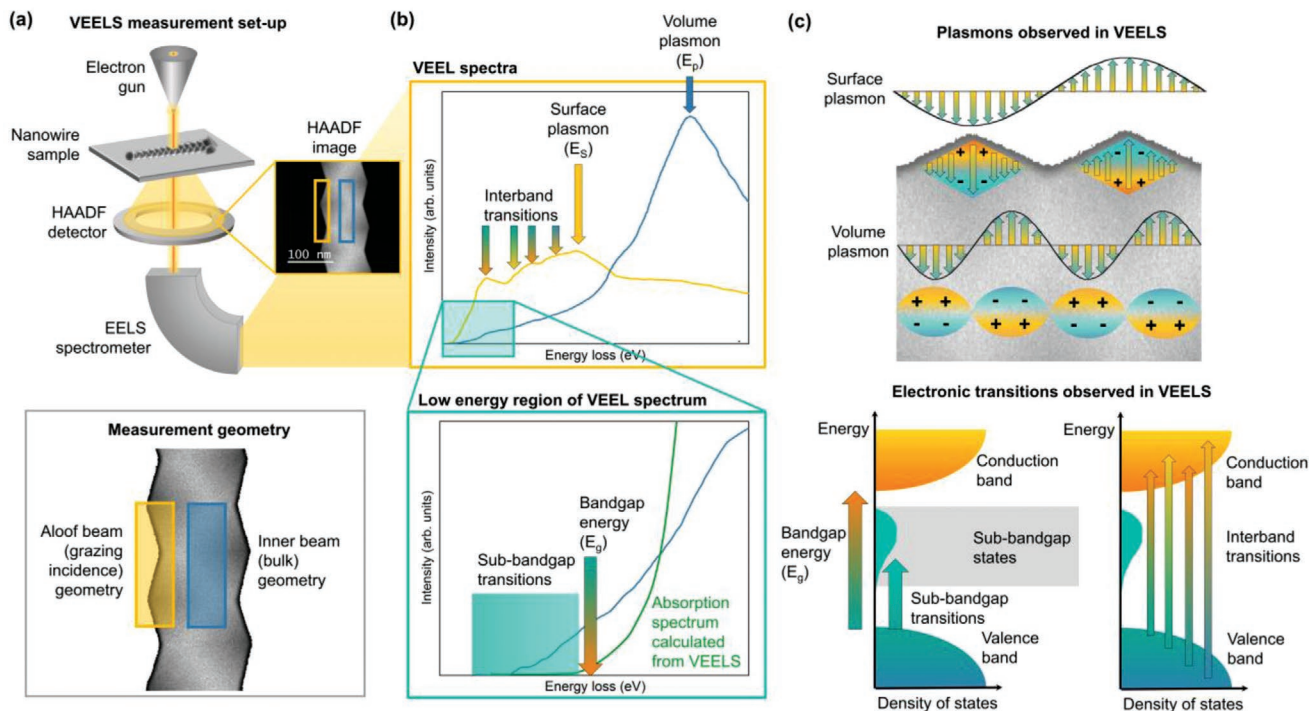 (a)
VEELS measurement set-up
Electron
gun
Nanowire
sample
HAADF
detector
HAADF
image
100 nm
EELS
spectrometer
Measurement geometry
Aloof beam
(grazing
incidence)
geometry
Inner beam
(bulk)
geometry
(b)
Volume
plasmon
(Ep)
VEEL spectra
Surface
plasmon
(ES)
Interband
transitions
Intensity (arb. units)
Energy loss (eV)
Low energy region of VEEL spectrum
Bandgap
energy
(Eg)
Sub-bandgap
transitions
Absorption
spectrum
calculated
from VEELS
Intensity (arb. units)
Energy loss (eV)
(c)
Plasmons observed in VEELS
Surface
plasmon
+ + - -
- - + +
Volume
plasmon
+ + - - + + - -
- - + + - - + +
Electronic transitions observed in VEELS
Energy
Conduction
band
Bandgap
energy
(Eg)
Sub-bandgap
states
Sub-bandgap
transitions
Valence
band
Density of states
Energy
Conduction
band
Interband
transitions
Valence
band
Density of states